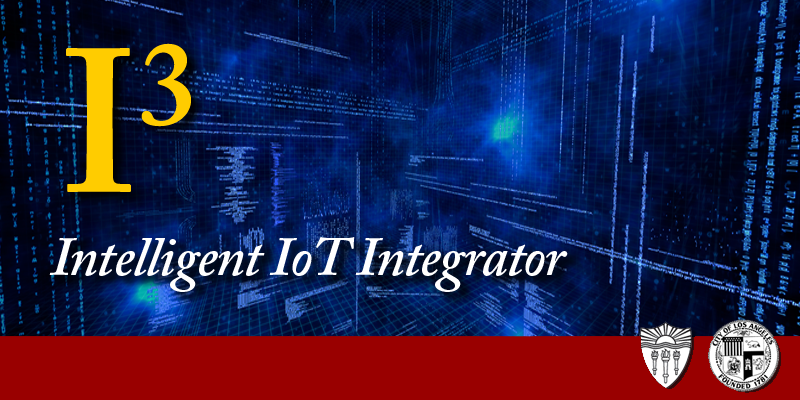 I³
Intelligent IoT Integrator
CITY OF LOS ANGELES
FOUNDED 1781